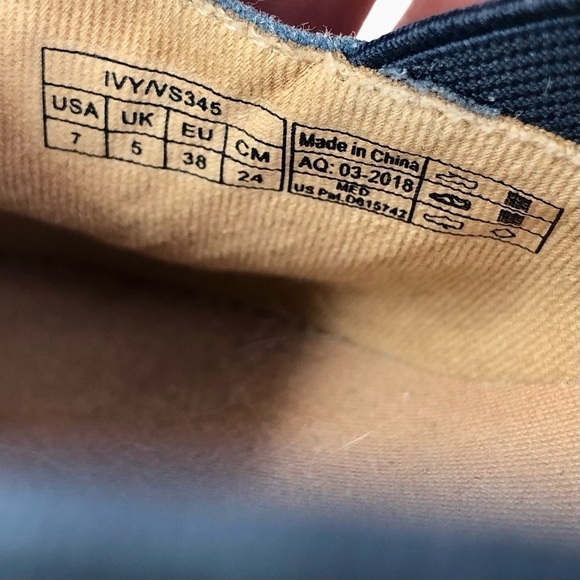 IVY/VS345
USA UK EU CM
7 5 38 24
Made in China
AQ: 03-2018
MED
US Pat.D615742